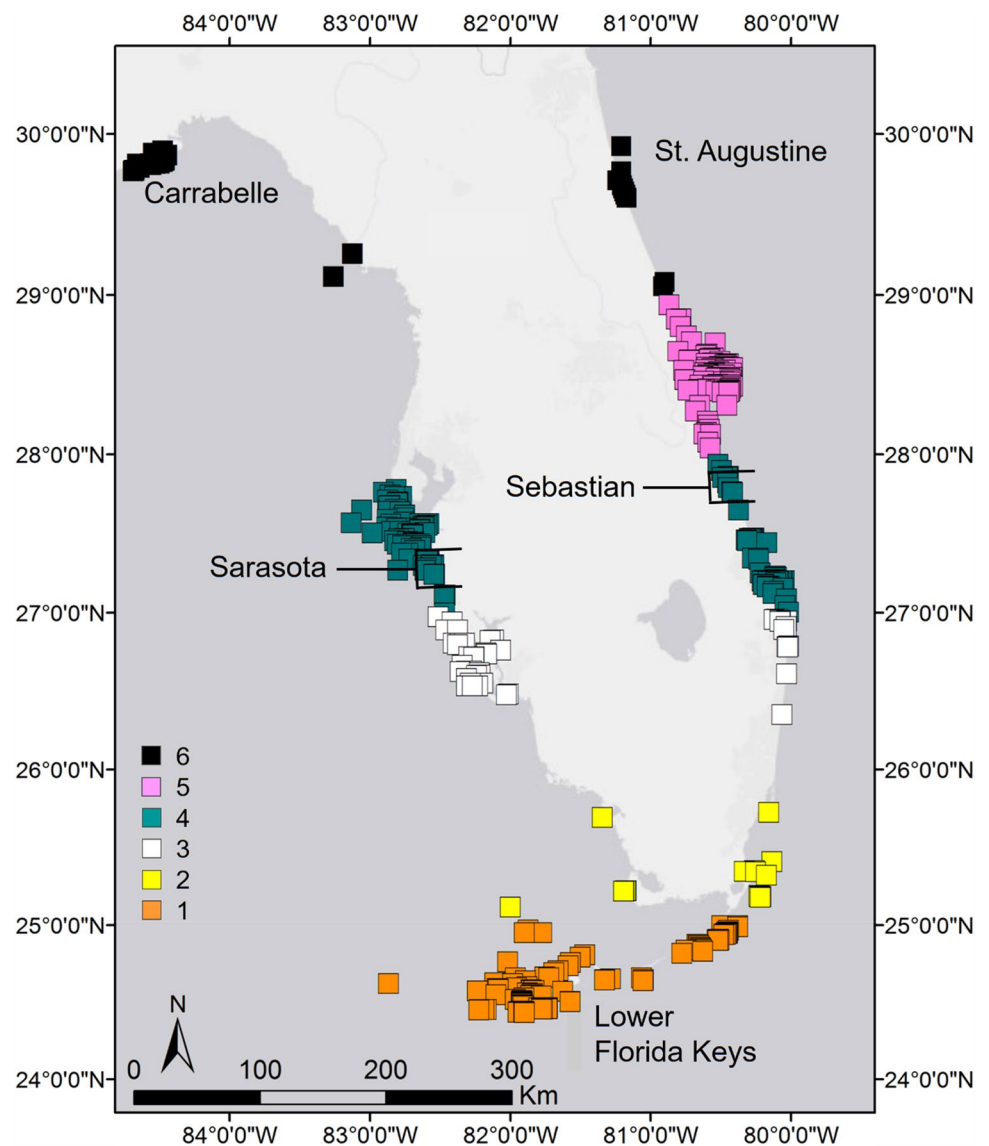 84°0'0"W 83°0'0"W 82°0'0"W 81°0'0"W 80°0'0"W
30°0'0"N 30°0'0"N
St. Augustine
Carrabelle
29°0'0"N 29°0'0"N
28°0'0"N 28°0'0"N
Sebastian
Sarasota
27°0'0"N 27°0'0"N
6
26°0'0"N 26°0'0"N
5
4
3
2
1
25°0'0"N 25°0'0"N
N
Lower
Florida Keys
0 100 200 300
Km
24°0'0"N 24°0'0"N
84°0'0"W 83°0'0"W 82°0'0"W 81°0'0"W 80°0'0"W